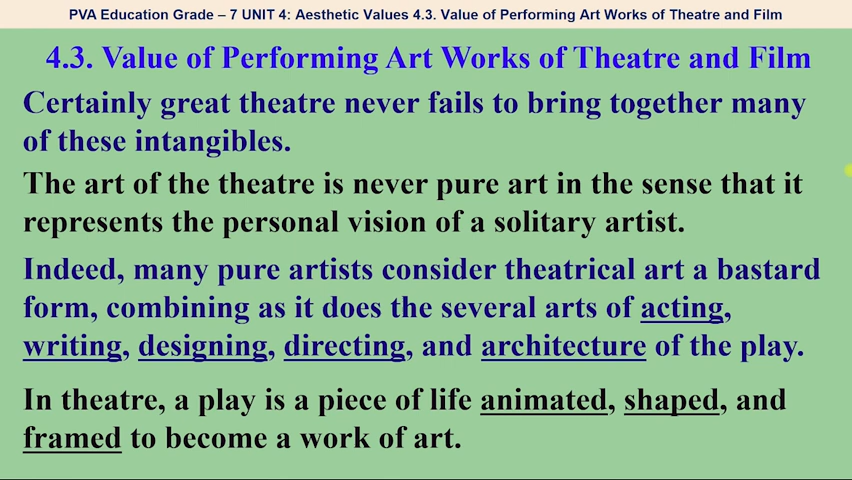 PVA Education Grade – 7 UNIT 4: Aesthetic Values 4.3. Value of Performing Art Works of Theatre and Film
4.3. Value of Performing Art Works of Theatre and Film
Certainly great theatre never fails to bring together many
of these intangibles.
The art of the theatre is never pure art in the sense that it
represents the personal vision of a solitary artist.
Indeed, many pure artists consider theatrical art a bastard
form, combining as it does the several arts of acting,
writing, designing, directing, and architecture of the play.
In theatre, a play is a piece of life animated, shaped, and
framed to become a work of art.